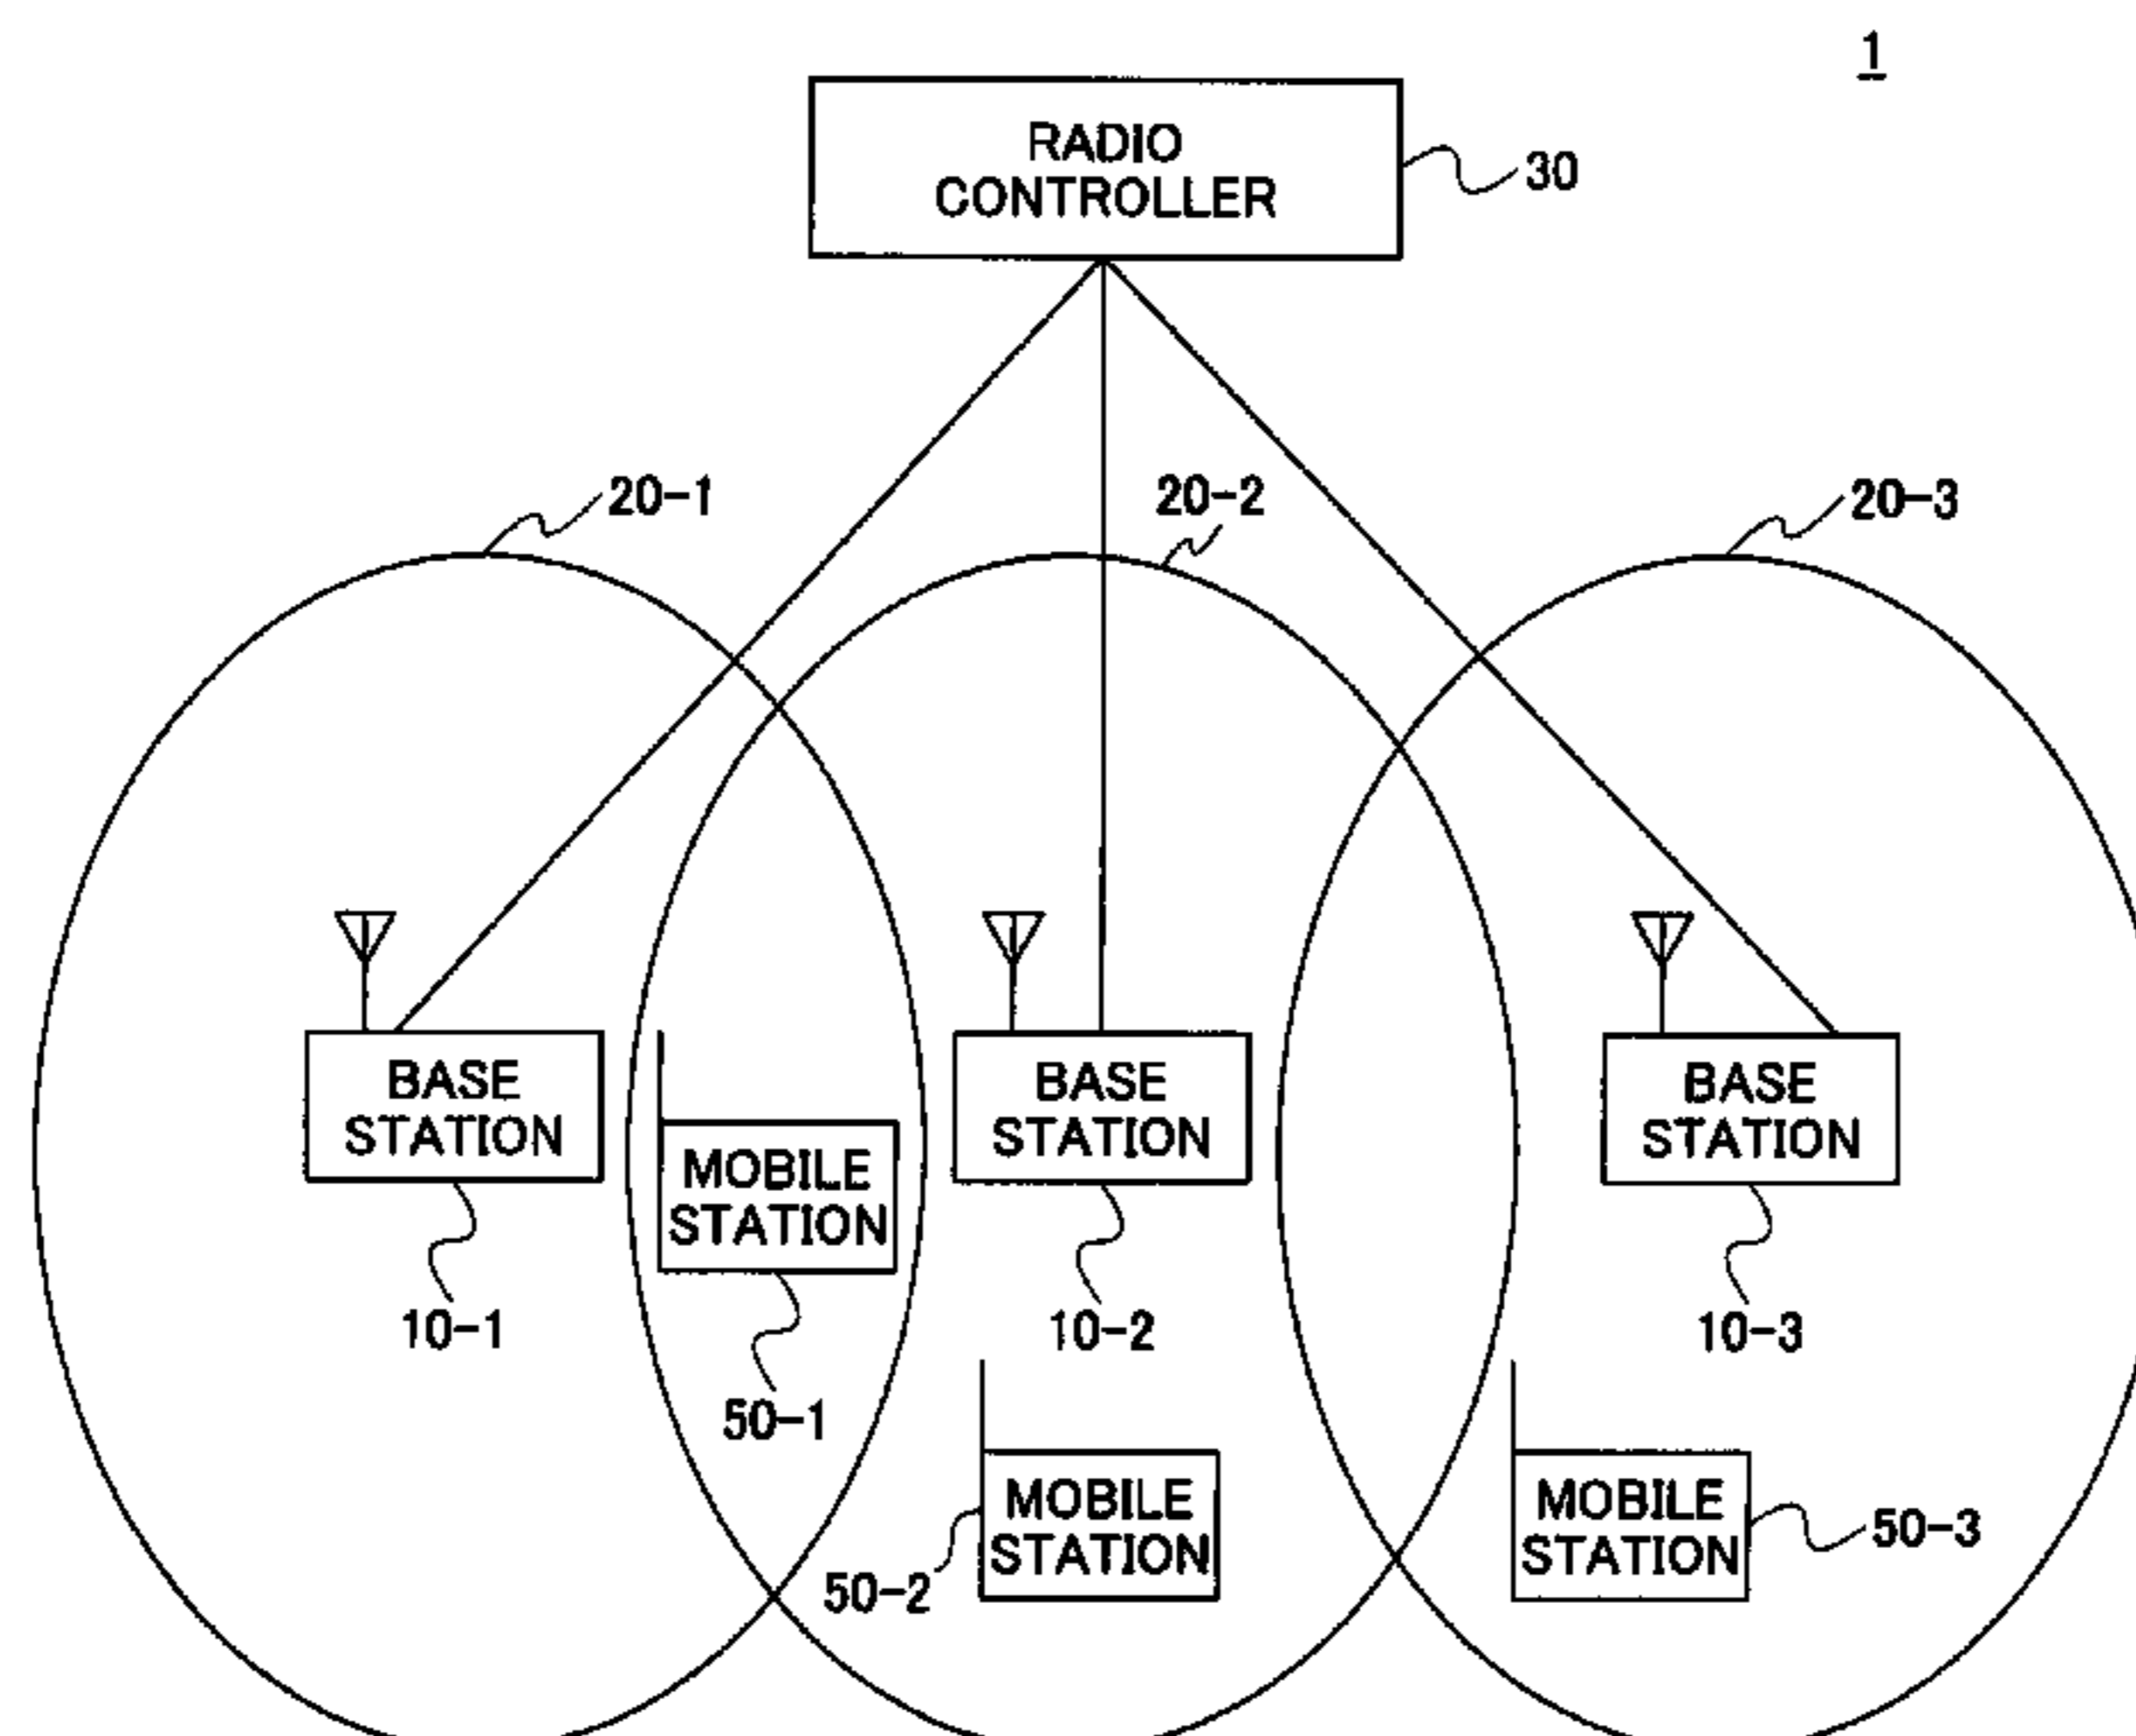 1
RADIO
CONTROLLER
30
20-1
20-2
20-3
BASE
STATION
BASE
STATION
BASE
STATION
MOBILE
STATION
10-1
10-2
10-3
50-1
MOBILE
STATION
MOBILE
STATION
50-2
50-3